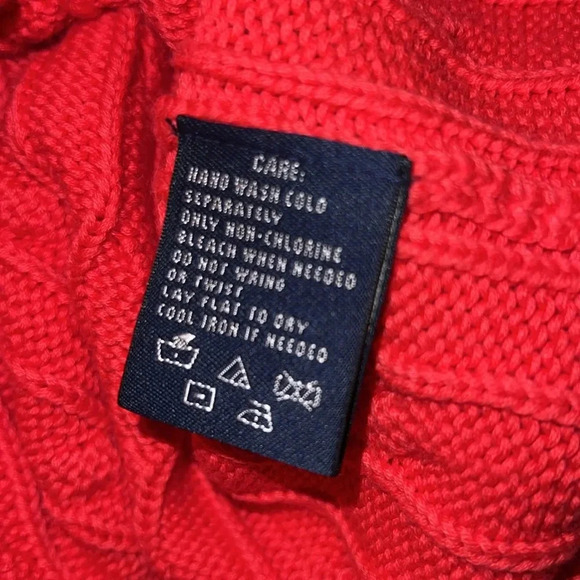 CARE:
HAND WASH COLD
SEPARATELY
ONLY NON-CHLORINE
BLEACH WHEN NEEDED
DO NOT WRING
OR TWIST
LAY FLAT TO DRY
COOL IRON IF NEEDED